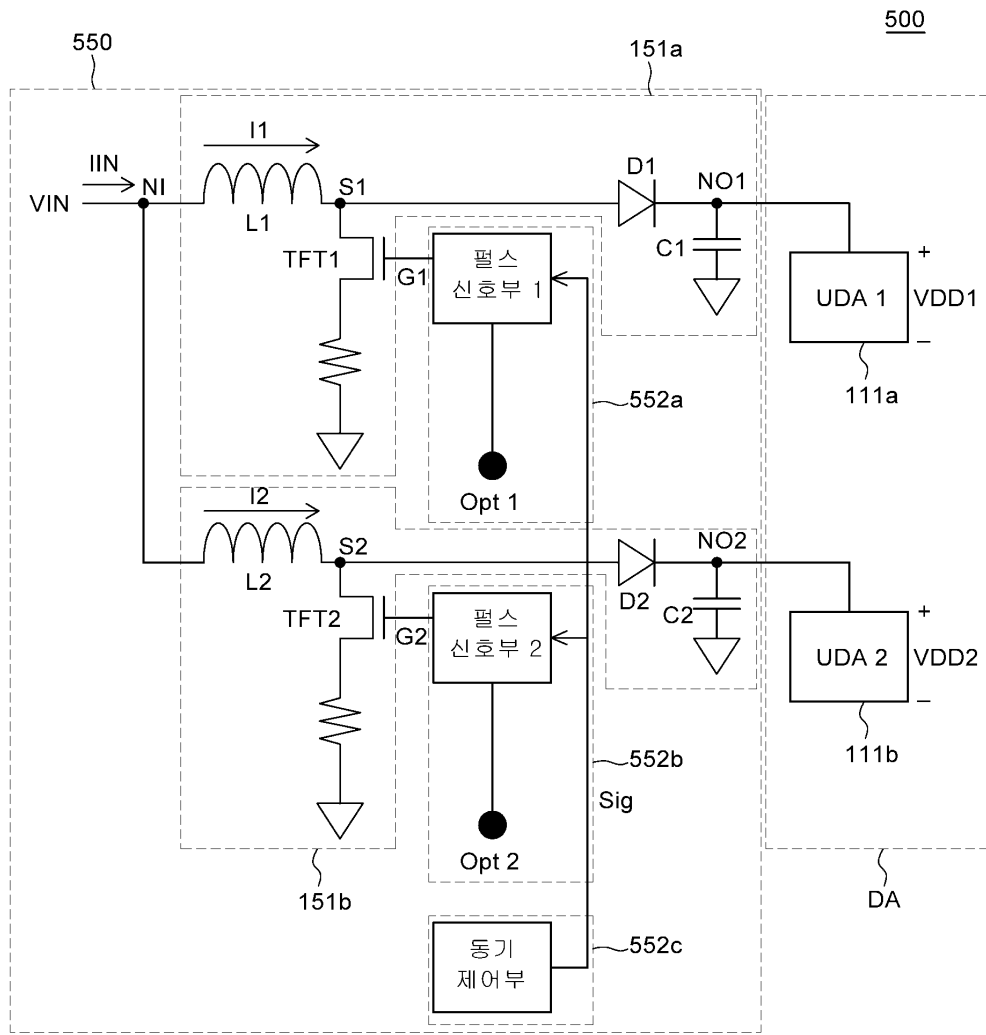 500
550
151a
I1
IIN
VIN
NI
L1
S1
D1
NO1
C1
TFT1
G1
펄스
신호부 1
UDA 1
+
VDD1
–
111a
552a
Opt 1
I2
L2
S2
D2
NO2
C2
TFT2
G2
펄스
신호부 2
UDA 2
+
VDD2
–
111b
552b
Sig
Opt 2
151b
DA
동기
제어부
552c